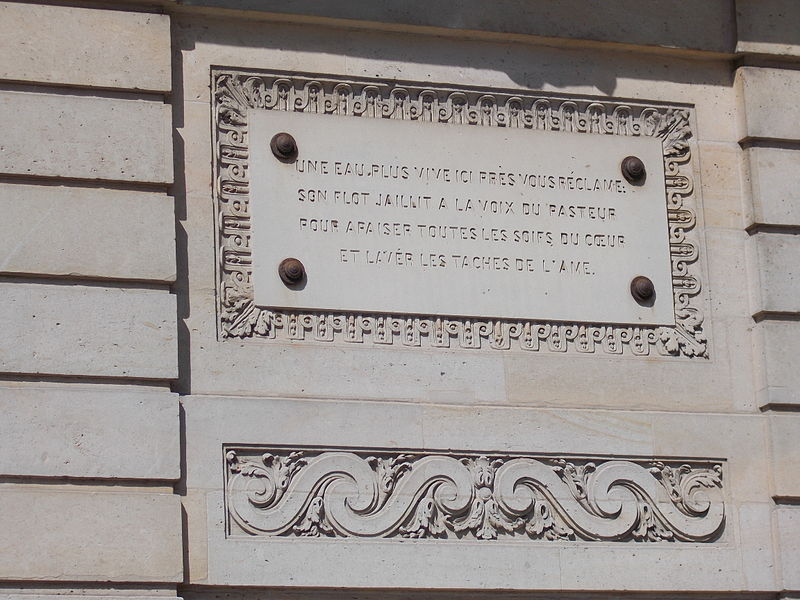 UNE EAU PLUS VIVE ICI PRÈS VOUS RÉCLAME:
SON FLOT JAILLIT A LA VOIX DU PASTEUR
POUR APAISER TOUTES LES SOIFS DU CŒUR
ET LAVÉR LES TACHES DE L'AME.